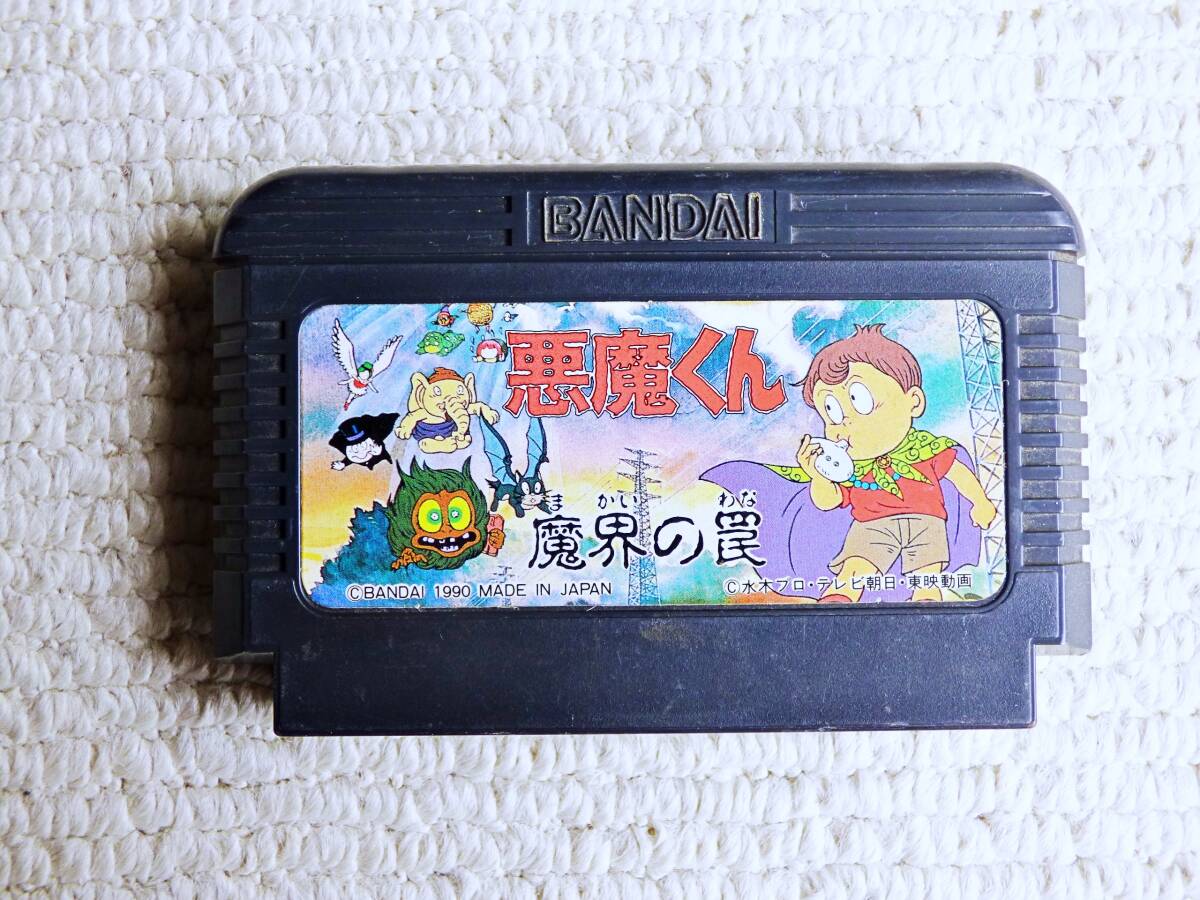 BANDAI
悪魔くん
ま かい わな
魔界の罠
©BANDAI 1990 MADE IN JAPAN
©水木プロ・テレビ朝日・東映動画